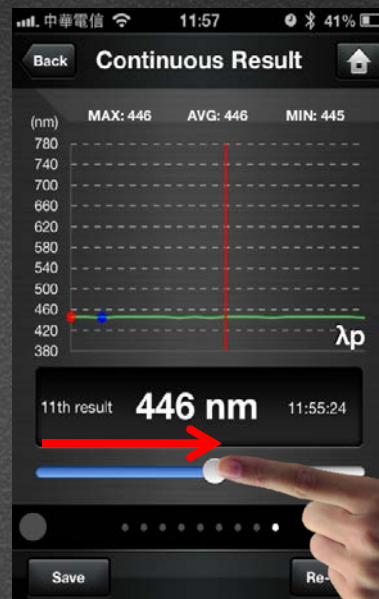 中華電信 11:57 41%
Back Continuous Result
(nm) MAX: 446 AVG: 446 MIN: 445
780
740
700
660
620
580
540
500
460
420
380
λp
11th result 446 nm 11:55:24
Save Re-